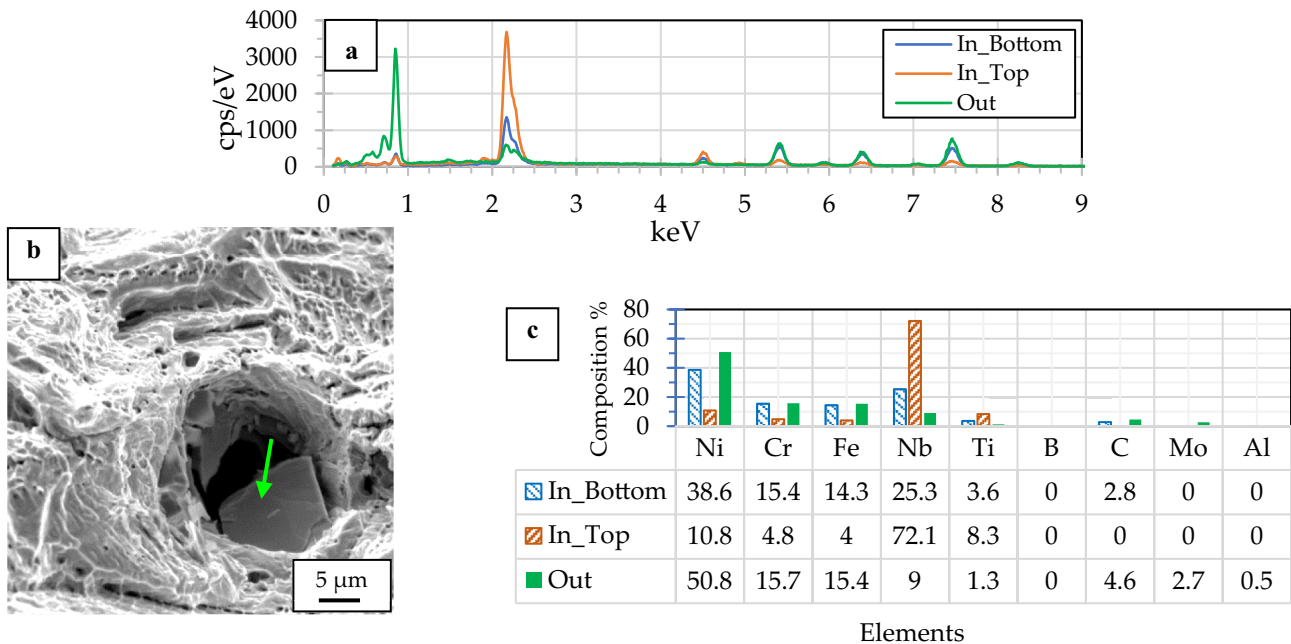 a
4000
3000
2000
1000
0
cps/eV
In_Bottom
In_Top
Out
0 1 2 3 4 5 6 7 8 9
keV
b
5 µm
c
Composition %
80
60
40
20
0
Ni Cr Fe Nb Ti B C Mo Al
In_Bottom 38.6 15.4 14.3 25.3 3.6 0 2.8 0 0
In_Top 10.8 4.8 4 72.1 8.3 0 0 0 0
Out 50.8 15.7 15.4 9 1.3 0 4.6 2.7 0.5
Elements